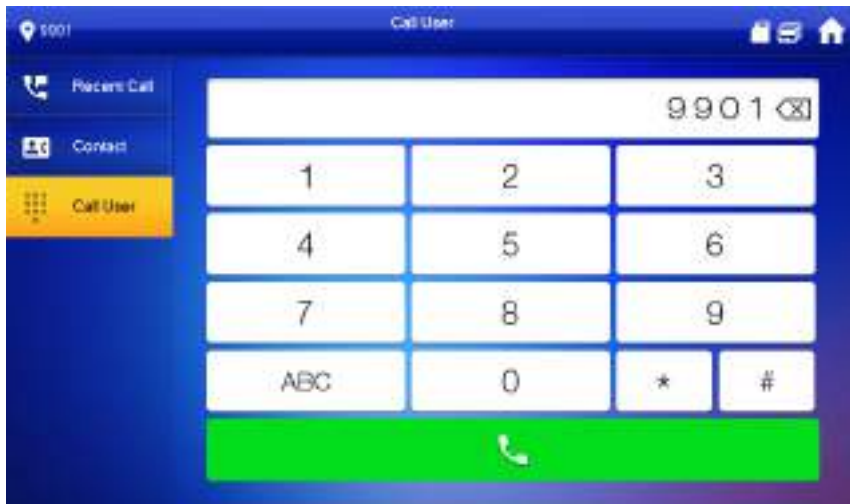 9901
Call User
Recent Call
Contact
Call User
9901
1 2 3
4 5 6
7 8 9
ABC 0 * #